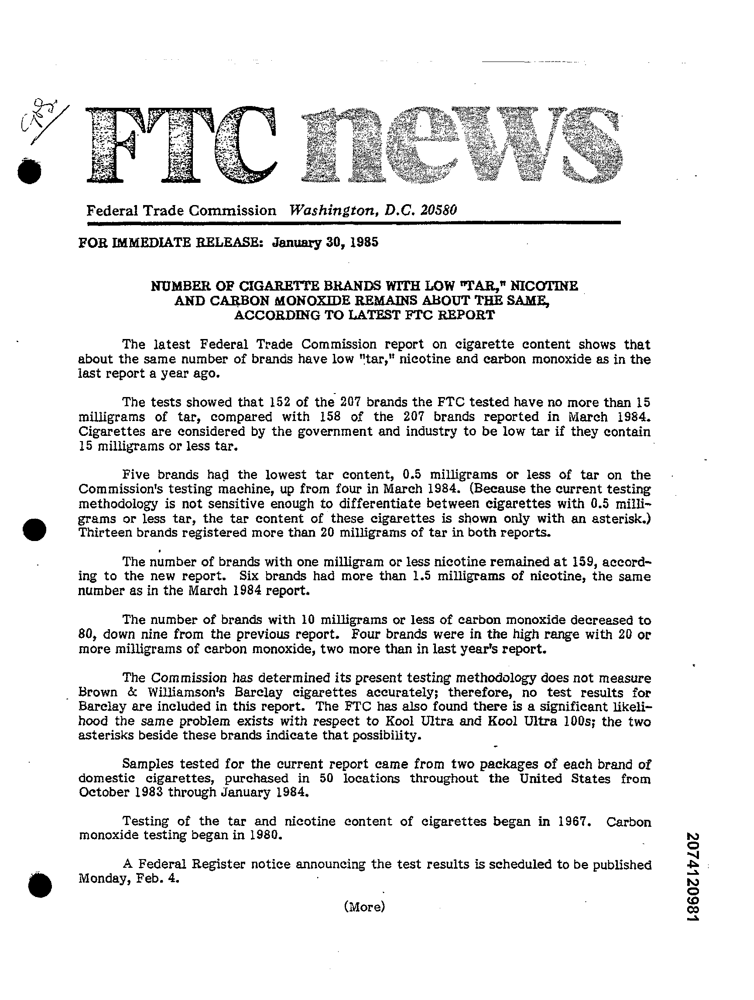 FTC news
Federal Trade Commission Washington, D.C. 20580
FOR IMMEDIATE RELEASE: January 30, 1985
NUMBER OF CIGARETTE BRANDS WITH LOW "TAR," NICOTINE
AND CARBON MONOXIDE REMAINS ABOUT THE SAME,
ACCORDING TO LATEST FTC REPORT
The latest Federal Trade Commission report on cigarette content shows that
about the same number of brands have low "tar," nicotine and carbon monoxide as in the
last report a year ago.
The tests showed that 152 of the 207 brands the FTC tested have no more than 15
milligrams of tar, compared with 158 of the 207 brands reported in March 1984.
Cigarettes are considered by the government and industry to be low tar if they contain
15 milligrams or less tar.
Five brands had the lowest tar content, 0.5 milligrams or less of tar on the
Commission's testing machine, up from four in March 1984. (Because the current testing
methodology is not sensitive enough to differentiate between cigarettes with 0.5 milli-
grams or less tar, the tar content of these cigarettes is shown only with an asterisk.)
Thirteen brands registered more than 20 milligrams of tar in both reports.
The number of brands with one milligram or less nicotine remained at 159, accord-
ing to the new report. Six brands had more than 1.5 milligrams of nicotine, the same
number as in the March 1984 report.
The number of brands with 10 milligrams or less of carbon monoxide decreased to
80, down nine from the previous report. Four brands were in the high range with 20 or
more milligrams of carbon monoxide, two more than in last year's report.
The Commission has determined its present testing methodology does not measure
Brown & Williamson's Barclay cigarettes accurately; therefore, no test results for
Barclay are included in this report. The FTC has also found there is a significant likeli-
hood the same problem exists with respect to Kool Ultra and Kool Ultra 100s; the two
asterisks beside these brands indicate that possibility.
Samples tested for the current report came from two packages of each brand of
domestic cigarettes, purchased in 50 locations throughout the United States from
October 1983 through January 1984.
Testing of the tar and nicotine content of cigarettes began in 1967. Carbon
monoxide testing began in 1980.
A Federal Register notice announcing the test results is scheduled to be published
Monday, Feb. 4.
(More)
2074120981